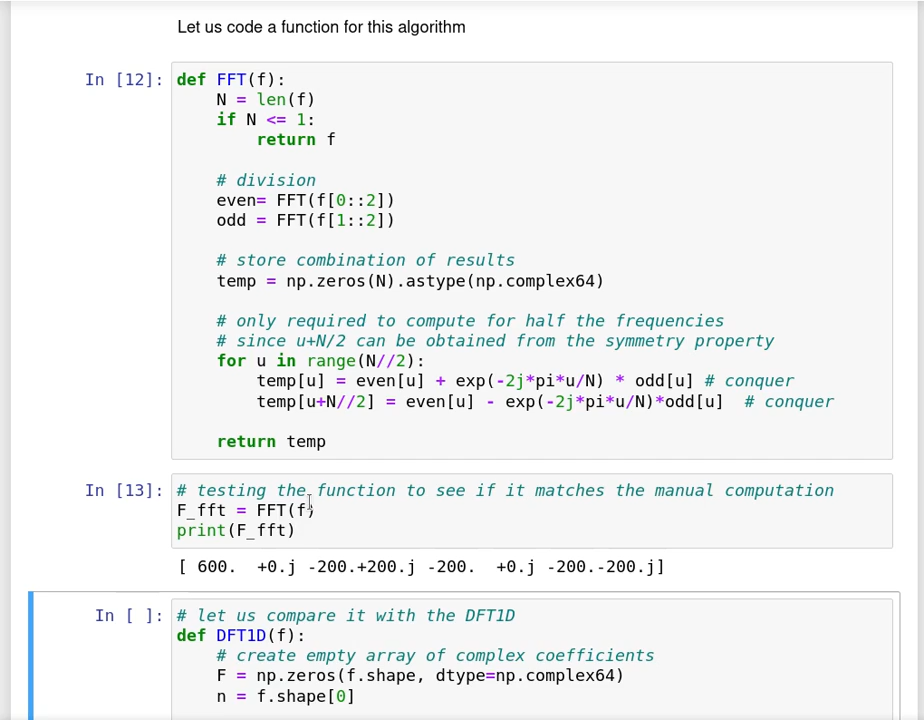 Let us code a function for this algorithm
In [12]: def FFT(f):
    N = len(f)
    if N <= 1:
        return f
    # division
    even= FFT(f[0::2])
    odd = FFT(f[1::2])
    # store combination of results
    temp = np.zeros(N).astype(np.complex64)
    # only required to compute for half the frequencies
    # since u+N/2 can be obtained from the symmetry property
    for u in range(N//2):
        temp[u] = even[u] + exp(-2j*pi*u/N) * odd[u] # conquer
        temp[u+N//2] = even[u] - exp(-2j*pi*u/N)*odd[u]  # conquer
    return temp
In [13]: # testing the function to see if it matches the manual computation
F_fft = FFT(f)
print(F_fft)
[ 600.  +0.j -200.+200.j -200.  +0.j -200.-200.j]
In [ ]: # let us compare it with the DFT1D
def DFT1D(f):
    # create empty array of complex coefficients
    F = np.zeros(f.shape, dtype=np.complex64)
    n = f.shape[0]